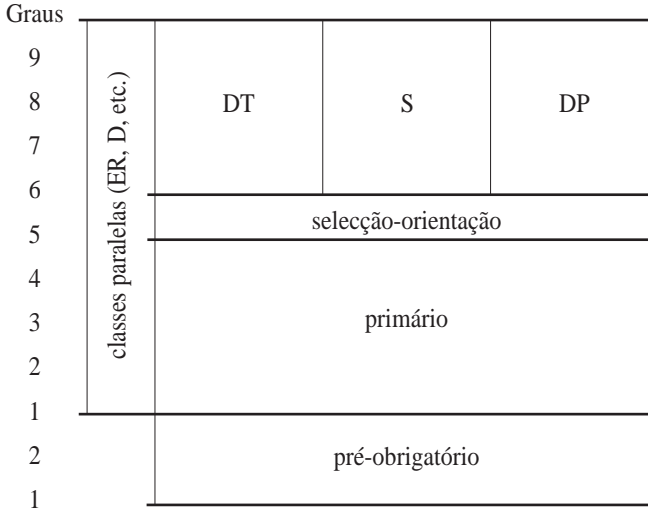 Graus
9
8
7
6
5
4
3
2
1
2
1
classes paralelas (ER, D, etc.)
DT S DP
selecção-orientação
primário
pré-obrigatório